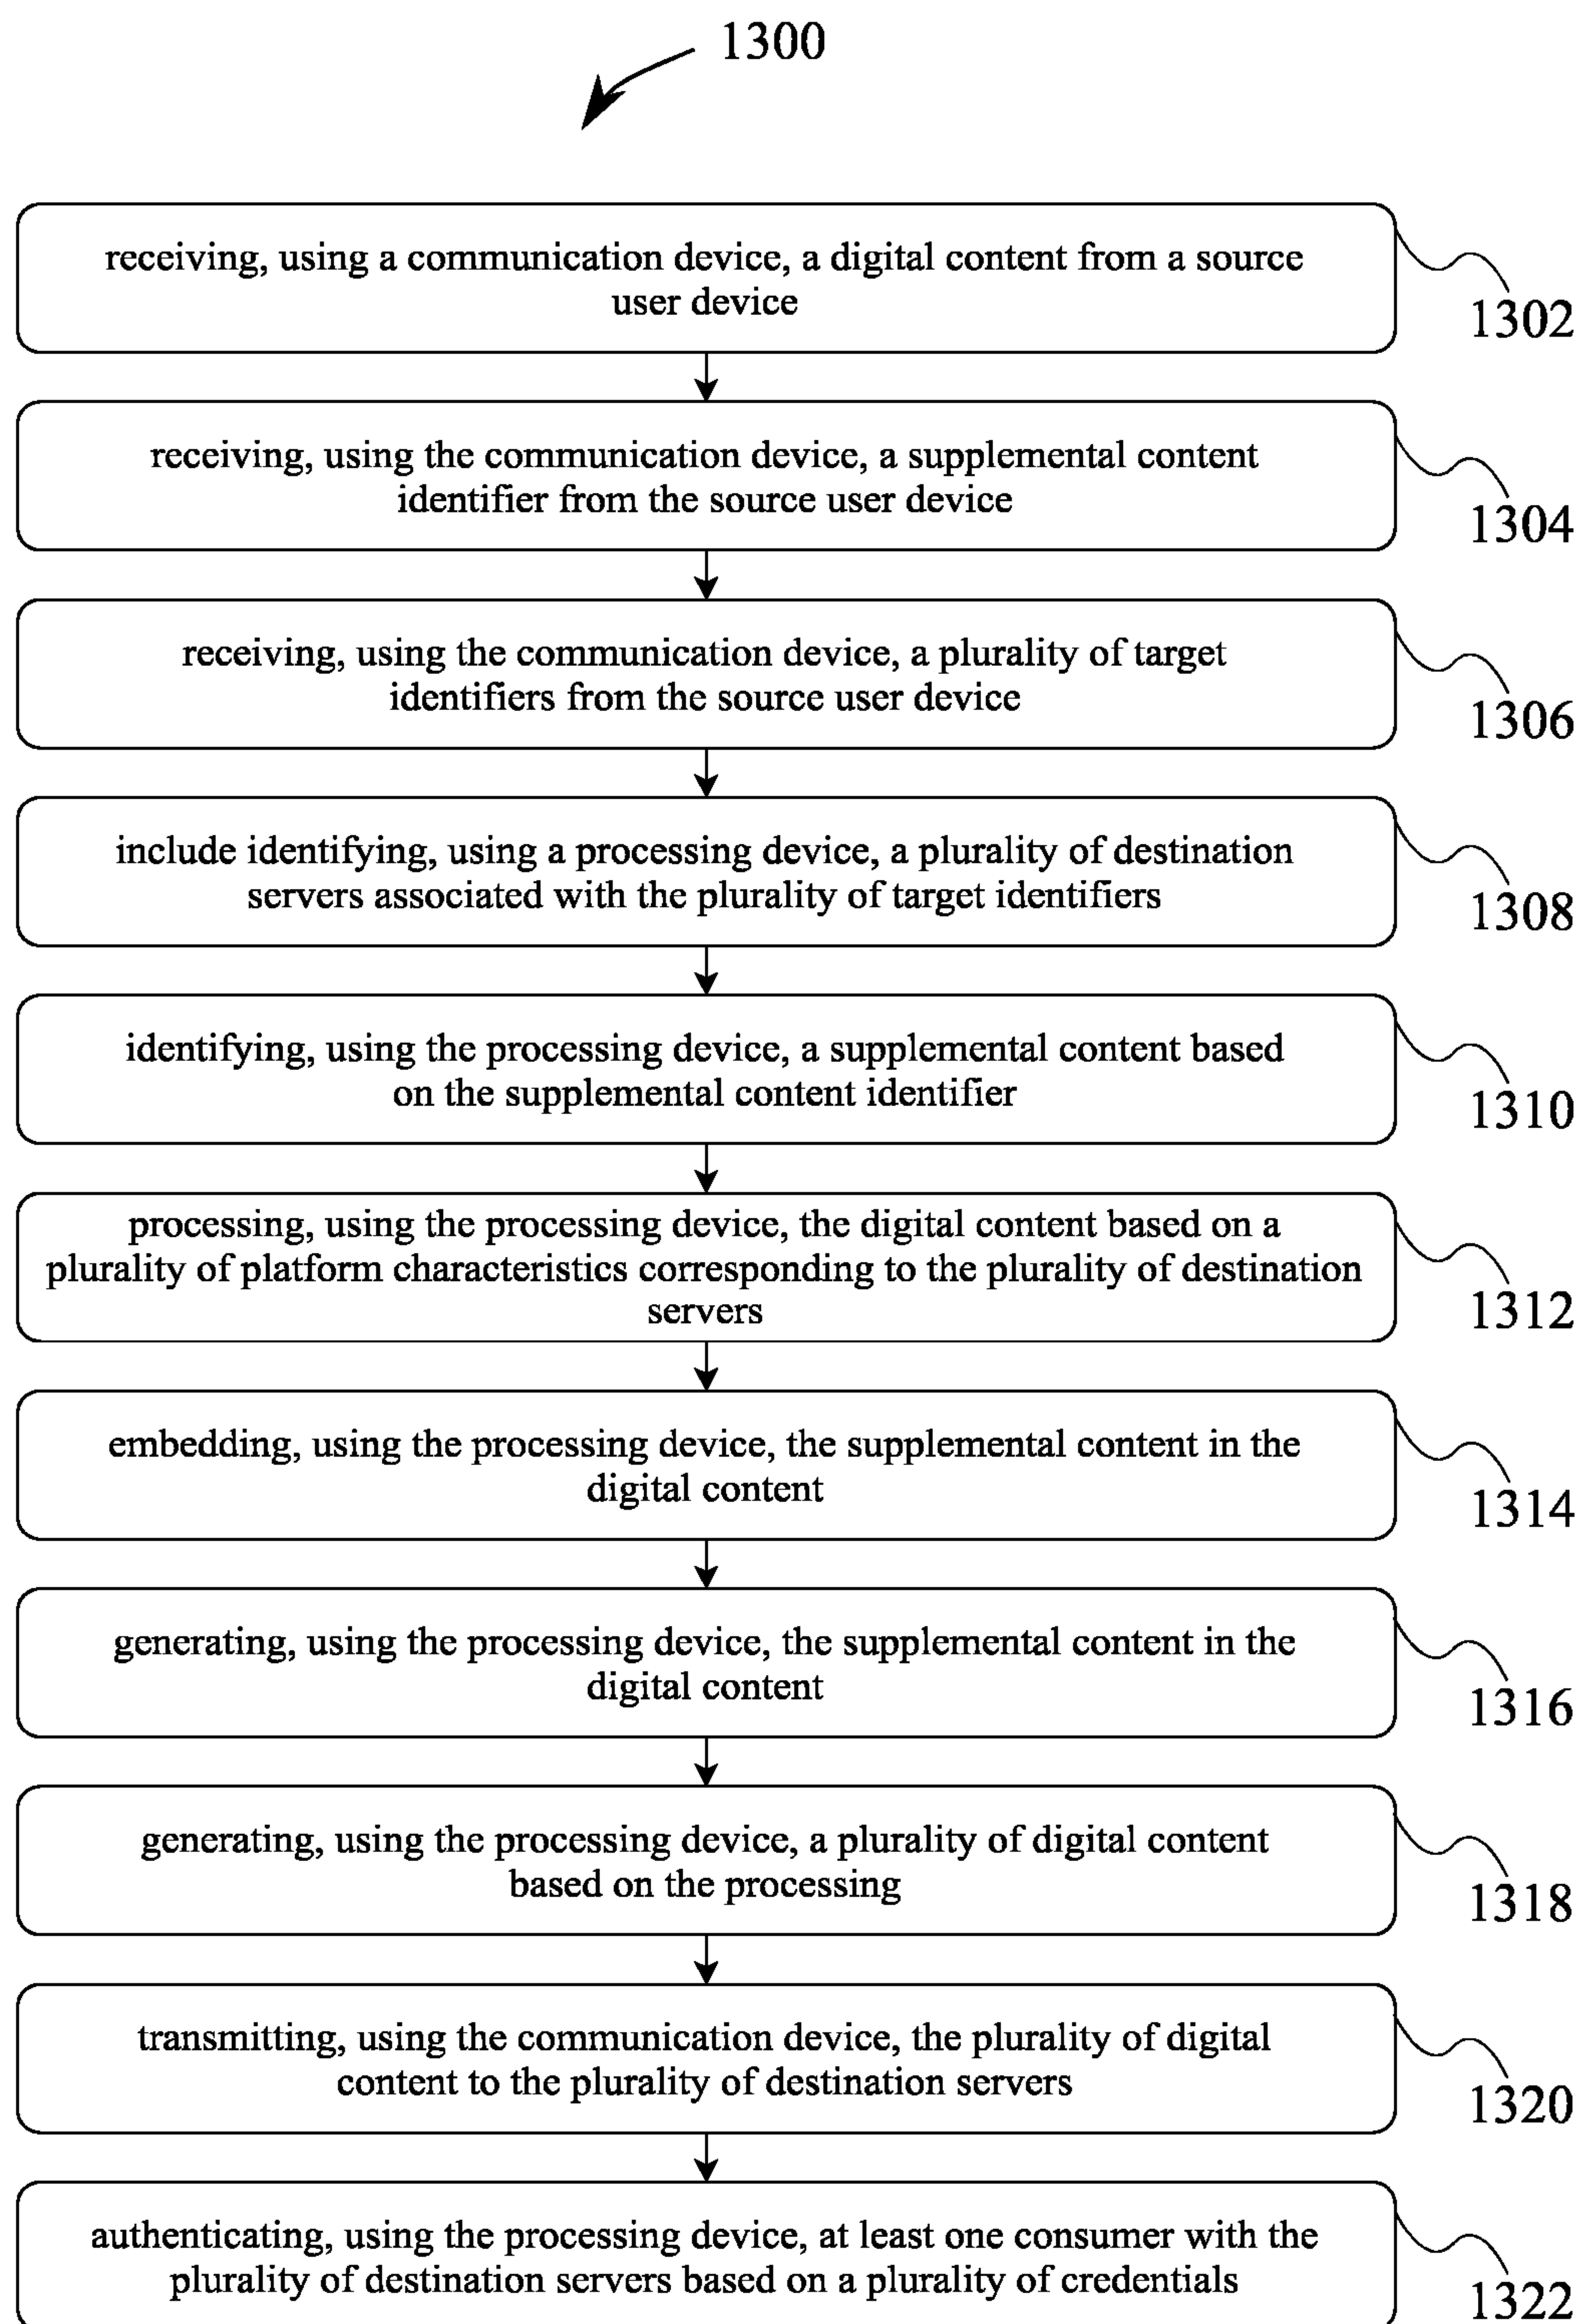 1300
receiving, using a communication device, a digital content from a source
user device
1302
receiving, using the communication device, a supplemental content
identifier from the source user device
1304
receiving, using the communication device, a plurality of target
identifiers from the source user device
1306
include identifying, using a processing device, a plurality of destination
servers associated with the plurality of target identifiers
1308
identifying, using the processing device, a supplemental content based
on the supplemental content identifier
1310
processing, using the processing device, the digital content based on a
plurality of platform characteristics corresponding to the plurality of destination
servers
1312
embedding, using the processing device, the supplemental content in the
digital content
1314
generating, using the processing device, the supplemental content in the
digital content
1316
generating, using the processing device, a plurality of digital content
based on the processing
1318
transmitting, using the communication device, the plurality of digital
content to the plurality of destination servers
1320
authenticating, using the processing device, at least one consumer with the
plurality of destination servers based on a plurality of credentials
1322